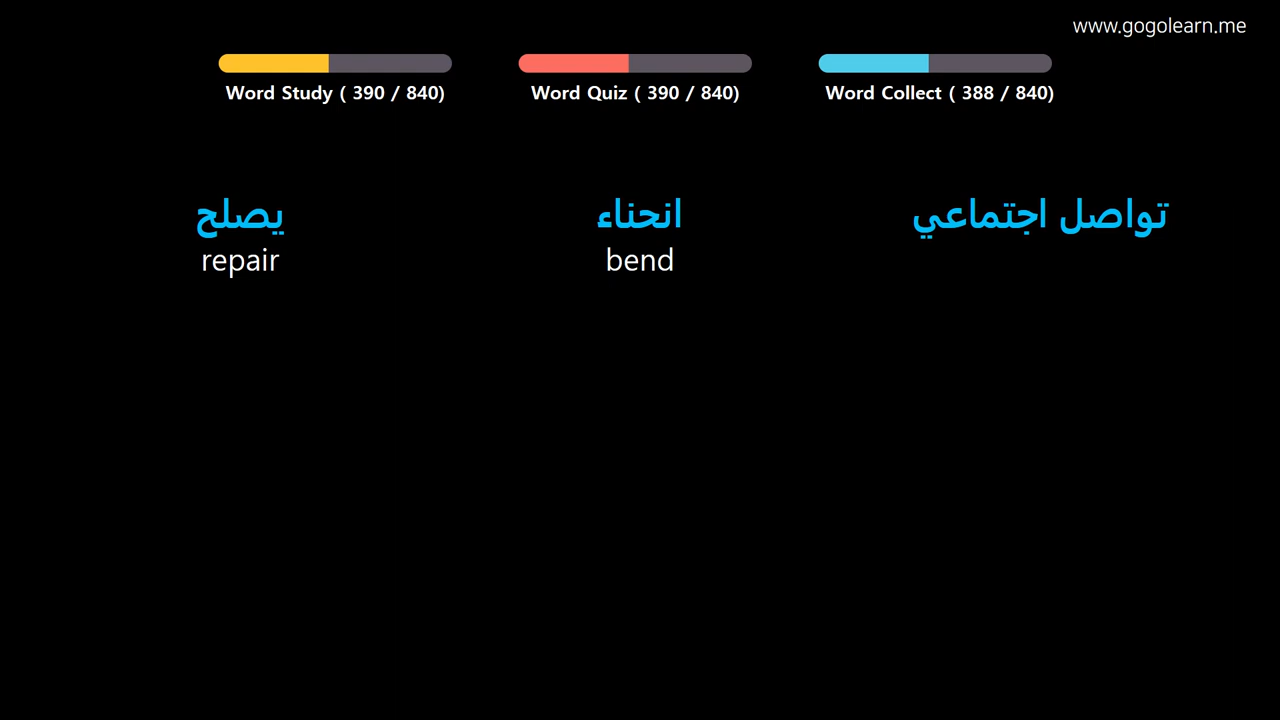 www.gogolearn.me
Word Study ( 390 / 840)
Word Quiz ( 390 / 840)
Word Collect ( 388 / 840)
يصلح
repair
انحناء
bend
تواصل اجتماعي